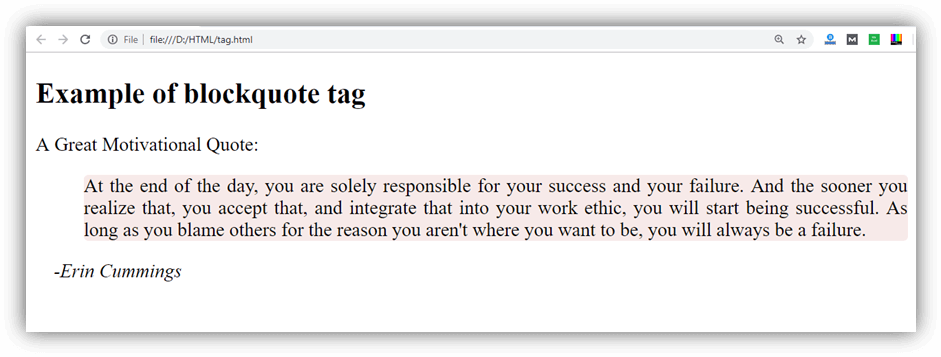 File | file:///D:/HTML/tag.html
Example of blockquote tag
A Great Motivational Quote:
At the end of the day, you are solely responsible for your success and your failure. And the sooner you
realize that, you accept that, and integrate that into your work ethic, you will start being successful. As
long as you blame others for the reason you aren't where you want to be, you will always be a failure.
-Erin Cummings